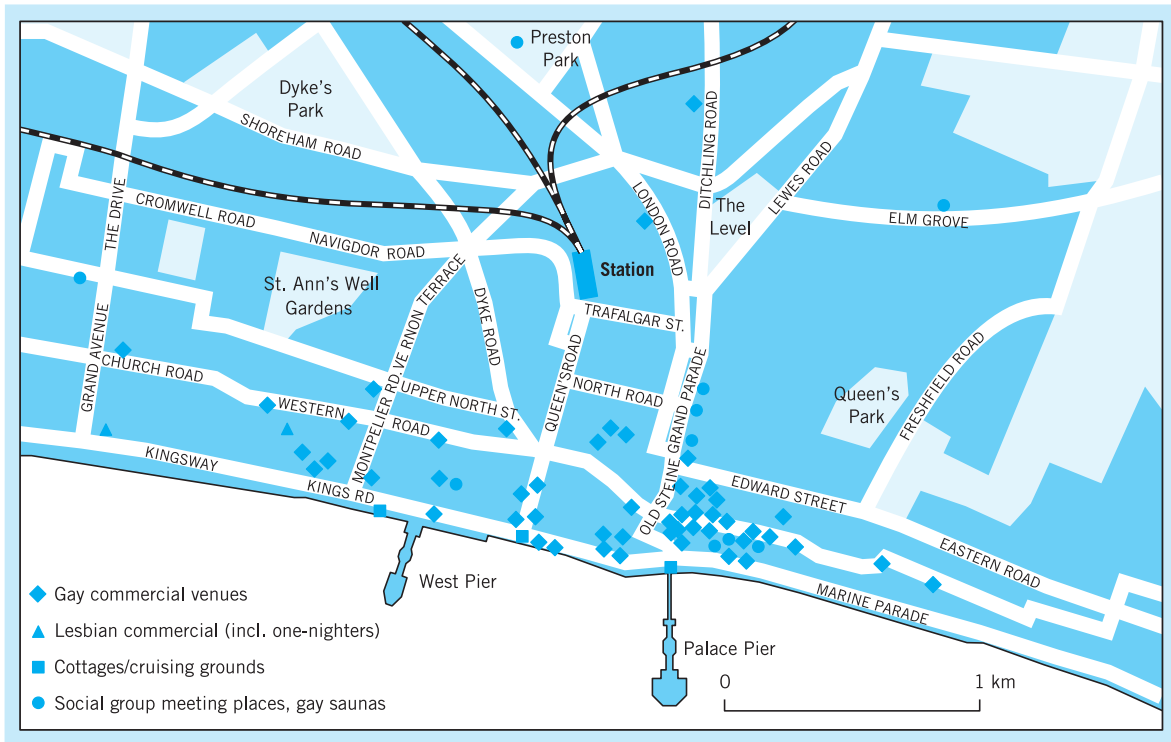 Preston
Park
Dyke's
Park
SHOREHAM ROAD
DITCHLING ROAD
LEWES ROAD
THE DRIVE
CROMWELL ROAD
NAVIGDOR ROAD
LONDON ROAD
The
Level
ELM GROVE
Station
St. Ann's Well
Gardens
VE RNON TERRACE
DYKE ROAD
TRAFALGAR ST.
GRAND AVENUE
CHURCH ROAD
MONTPELIER RD.
UPPER NORTH ST.
QUEEN'SROAD
NORTH ROAD
GRAND PARADE
Queen's
Park
FRESHFIELD ROAD
WESTERN
ROAD
KINGSWAY
KINGS RD
OLD STEINE
EDWARD STREET
EASTERN ROAD
MARINE PARADE
West Pier
Palace Pier
Gay commercial venues
Lesbian commercial (incl. one-nighters)
Cottages/cruising grounds
Social group meeting places, gay saunas
0
1 km